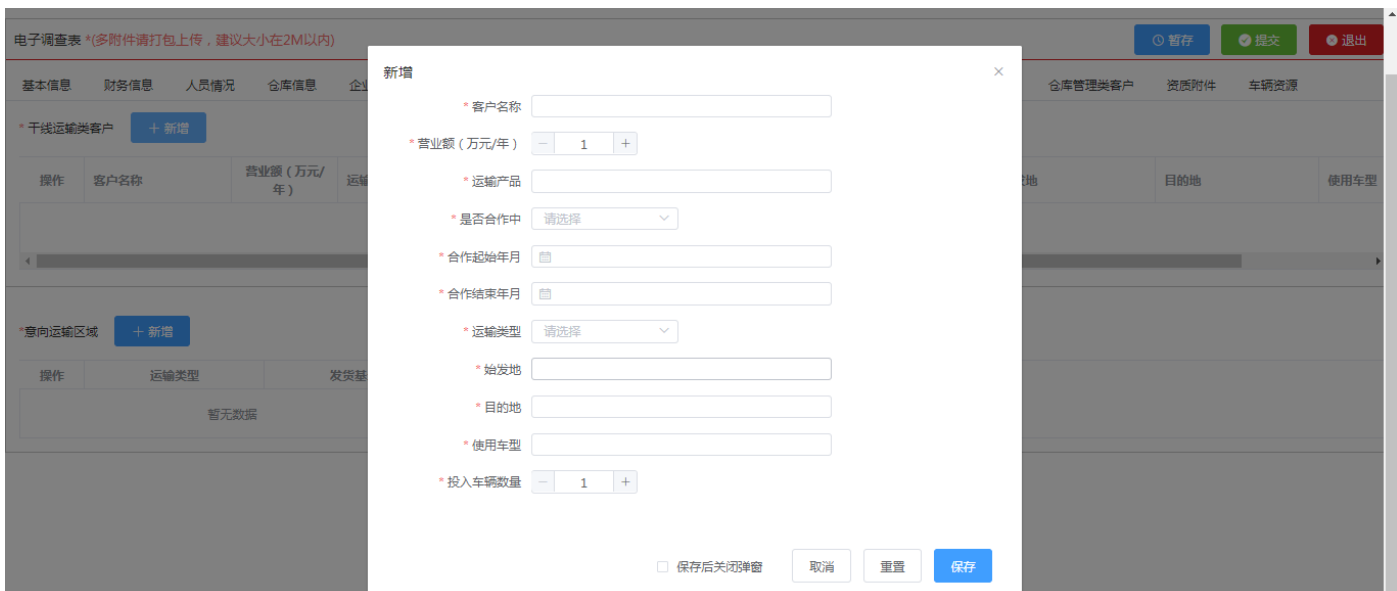 电子调查表 *(多附件请打包上传，建议大小在2M以内)
暂存
提交
退出
基本信息 财务信息 人员情况 仓库信息 企业
仓库管理类客户 资质附件 车辆资源
* 干线运输类客户 + 新增
操作 客户名称 营业额（万元/
年） 运输
目的地 使用车型
*意向运输区域 + 新增
操作 运输类型 发货基
暂无数据
新增
* 客户名称
* 营业额（万元/年） 1
* 运输产品
* 是否合作中 请选择
* 合作起始年月
* 合作结束年月
* 运输类型 请选择
* 始发地
* 目的地
* 使用车型
* 投入车辆数量 1
保存后关闭弹窗 取消 重置 保存